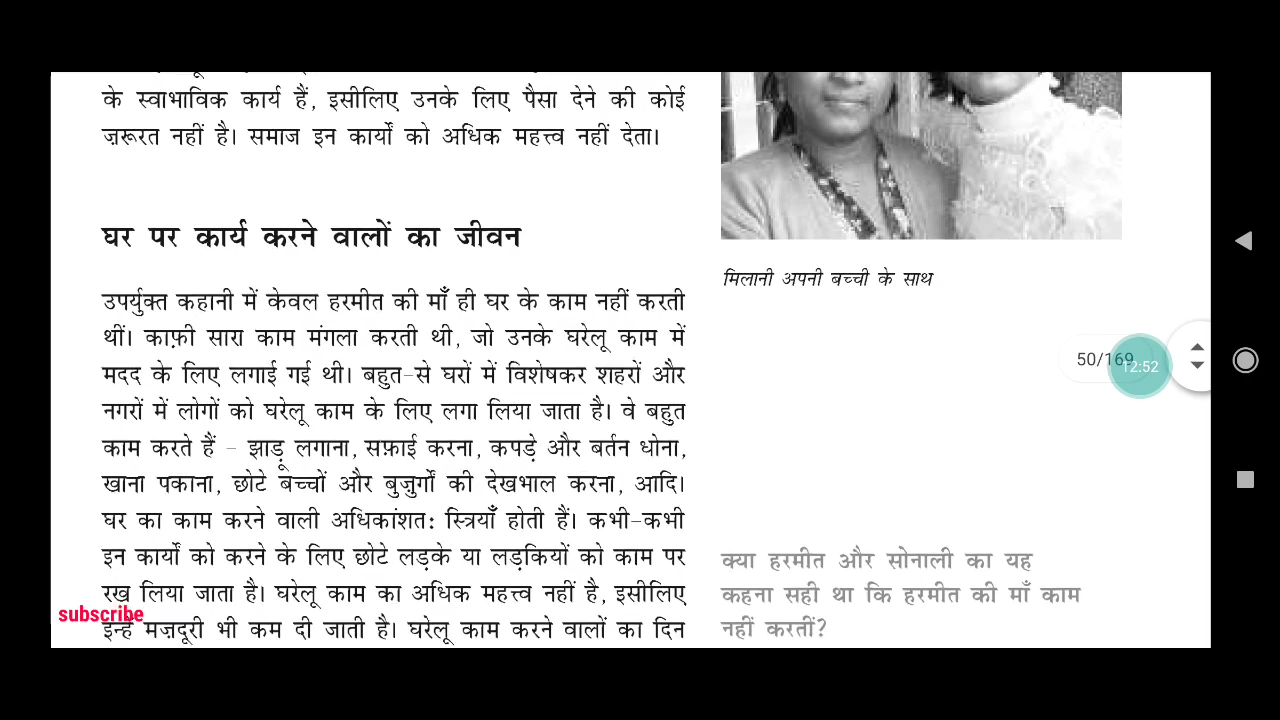 के स्वाभाविक कार्य हैं, इसीलिए उनके लिए पैसा देने की कोई
ज़रूरत नहीं है। समाज इन कार्यों को अधिक महत्त्व नहीं देता।
घर पर कार्य करने वालों का जीवन
उपर्युक्त कहानी में केवल हरमीत की माँ ही घर के काम नहीं करती
थीं। काफ़ी सारा काम मंगला करती थी, जो उनके घरेलू काम में
मदद के लिए लगाई गई थी। बहुत-से घरों में विशेषकर शहरों और
नगरों में लोगों को घरेलू काम के लिए लगा लिया जाता है। वे बहुत
काम करते हैं - झाड़ू लगाना, सफ़ाई करना, कपड़े और बर्तन धोना,
खाना पकाना, छोटे बच्चों और बुज़ुर्गों की देखभाल करना, आदि।
घर का काम करने वाली अधिकांशत: स्त्रियाँ होती हैं। कभी-कभी
इन कार्यों को करने के लिए छोटे लड़के या लड़कियों को काम पर
रख लिया जाता है। घरेलू काम का अधिक महत्त्व नहीं है, इसीलिए
इन्हें मज़दूरी भी कम दी जाती है। घरेलू काम करने वालों का दिन
subscribe
मिलानी अपनी बच्ची के साथ
50/169
12:52
क्या हरमीत और सोनाली का यह
कहना सही था कि हरमीत की माँ काम
नहीं करतीं?